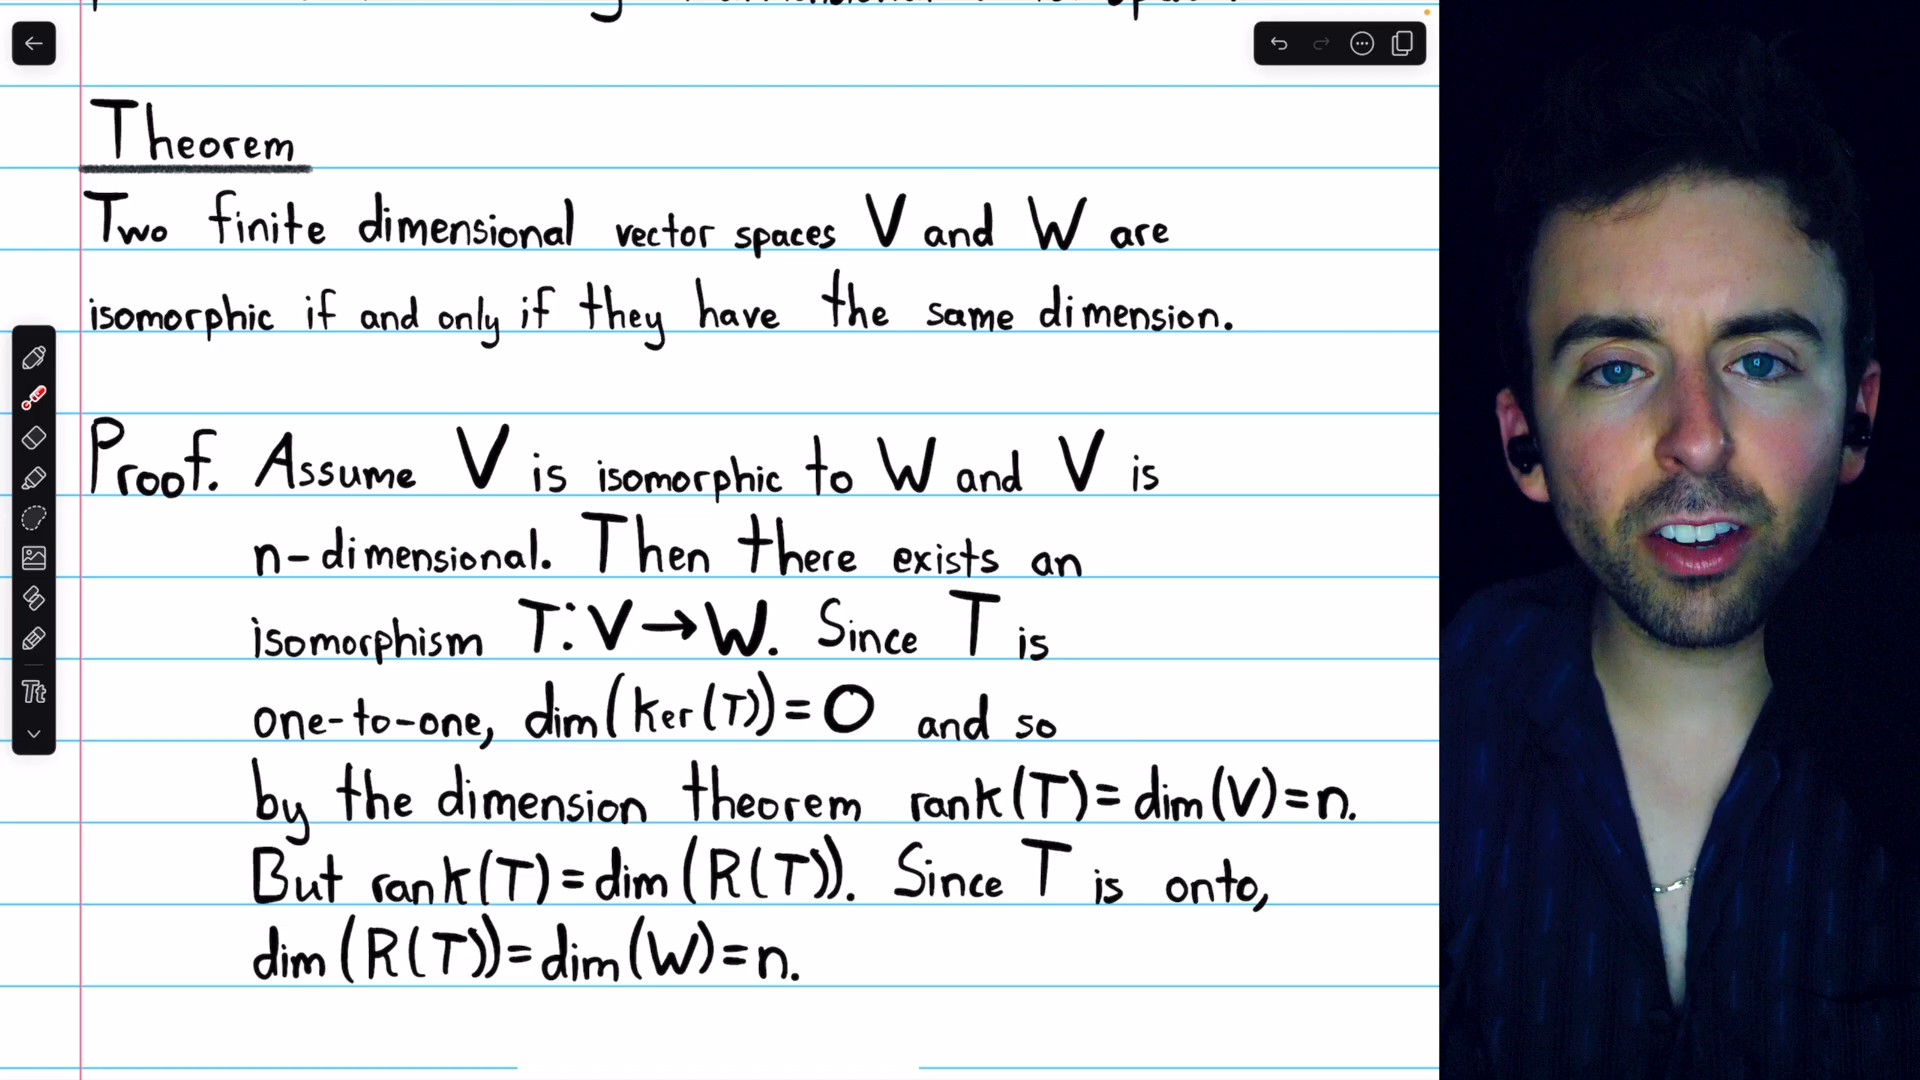 Theorem
Two finite dimensional vector spaces V and W are
isomorphic if and only if they have the same dimension.
Proof. Assume V is isomorphic to W and V is
n-dimensional. Then there exists an
isomorphism T: V→W. Since T is
one-to-one, dim(ker(T))=0 and so
by the dimension theorem rank(T)=dim(V)=n.
But rank(T)=dim(R(T)). Since T is onto,
dim(R(T))=dim(W)=n.
Tt